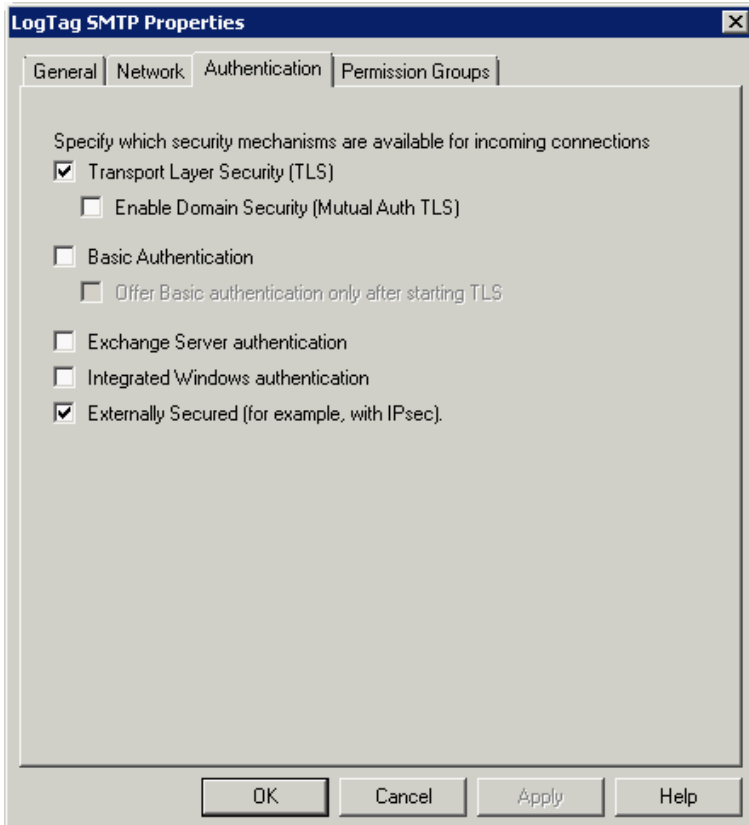 LogTag SMTP Properties
General Network Authentication Permission Groups
Specify which security mechanisms are available for incoming connections
Transport Layer Security (TLS)
Enable Domain Security (Mutual Auth TLS)
Basic Authentication
Offer Basic authentication only after starting TLS
Exchange Server authentication
Integrated Windows authentication
Externally Secured (for example, with IPsec).
OK Cancel Apply Help